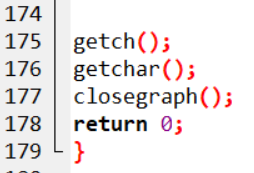 174
175 getch();
176 getchar();
177 closegraph();
178 return 0;
179 }